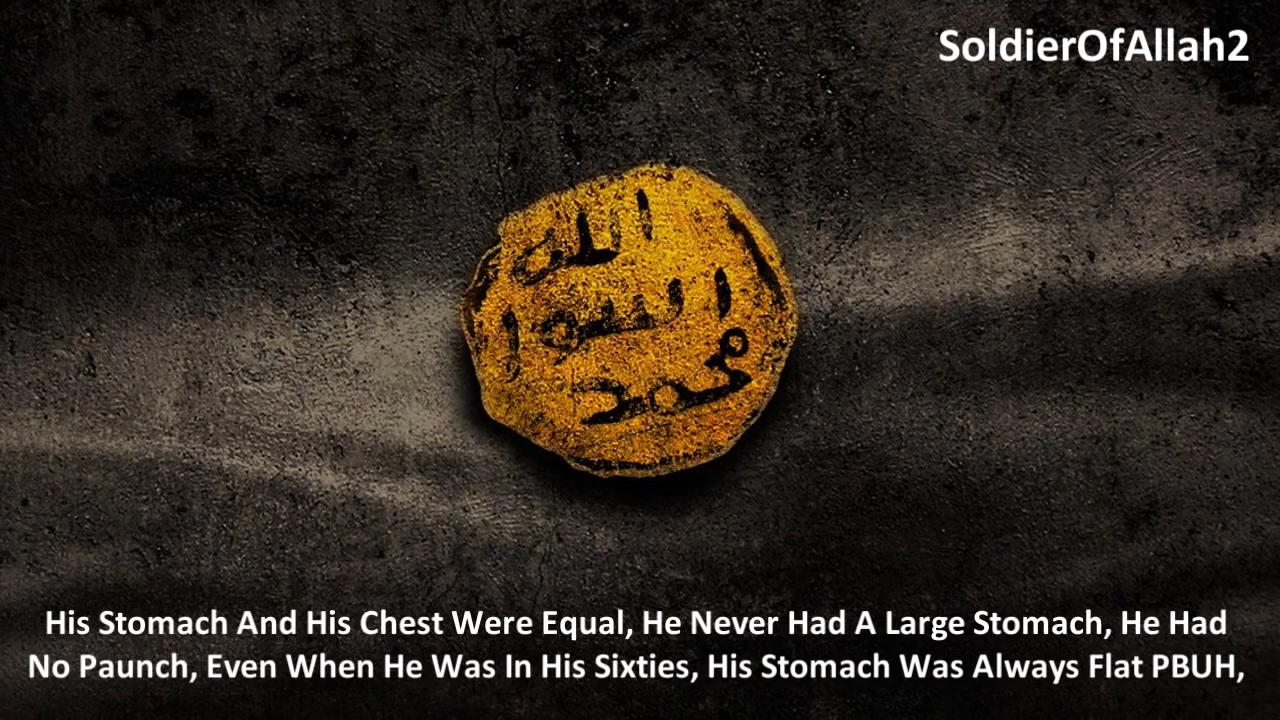 SoldierOfAllah2
الله
محمد
His Stomach And His Chest Were Equal, He Never Had A Large Stomach, He Had
No Paunch, Even When He Was In His Sixties, His Stomach Was Always Flat PBUH,